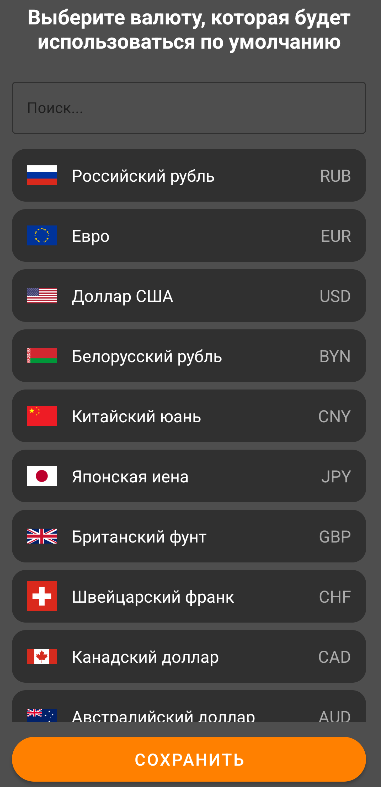 Выберите валюту, которая будет
использоваться по умолчанию
Поиск...
Российский рубль RUB
Евро EUR
Доллар США USD
Белорусский рубль BYN
Китайский юань CNY
Японская иена JPY
Британский фунт GBP
Швейцарский франк CHF
Канадский доллар CAD
Австралийский доллар AUD
СОХРАНИТЬ